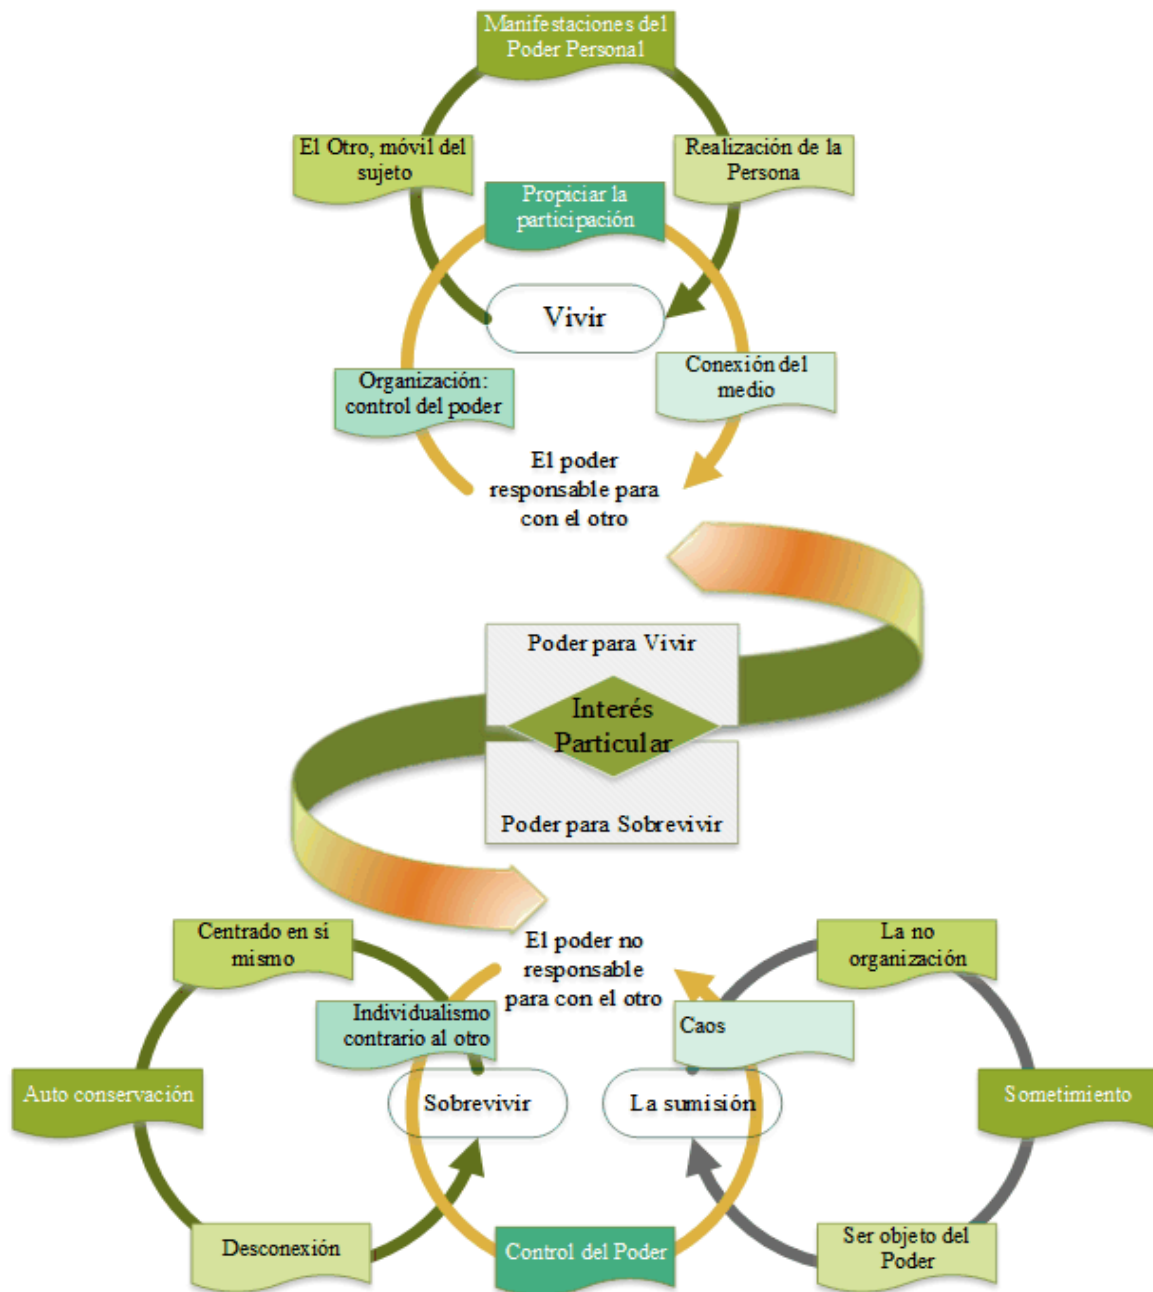 Manifestaciones del
Poder Personal
El Otro, móvil del
sujeto
Realización de la
Persona
Propiciar la
participación
Vivir
Organización:
control del poder
Conexión del
medio
El poder
responsable para
con el otro
Poder para Vivir
Interés
Particular
Poder para Sobrevivir
El poder no
responsable
para con el otro
Centrado en sí
mismo
La no
organización
Individualismo
contrario al otro
Caos
Auto conservación
Sobrevivir
La sumisión
Sometimiento
Desconexión
Control del Poder
Ser objeto del
Poder